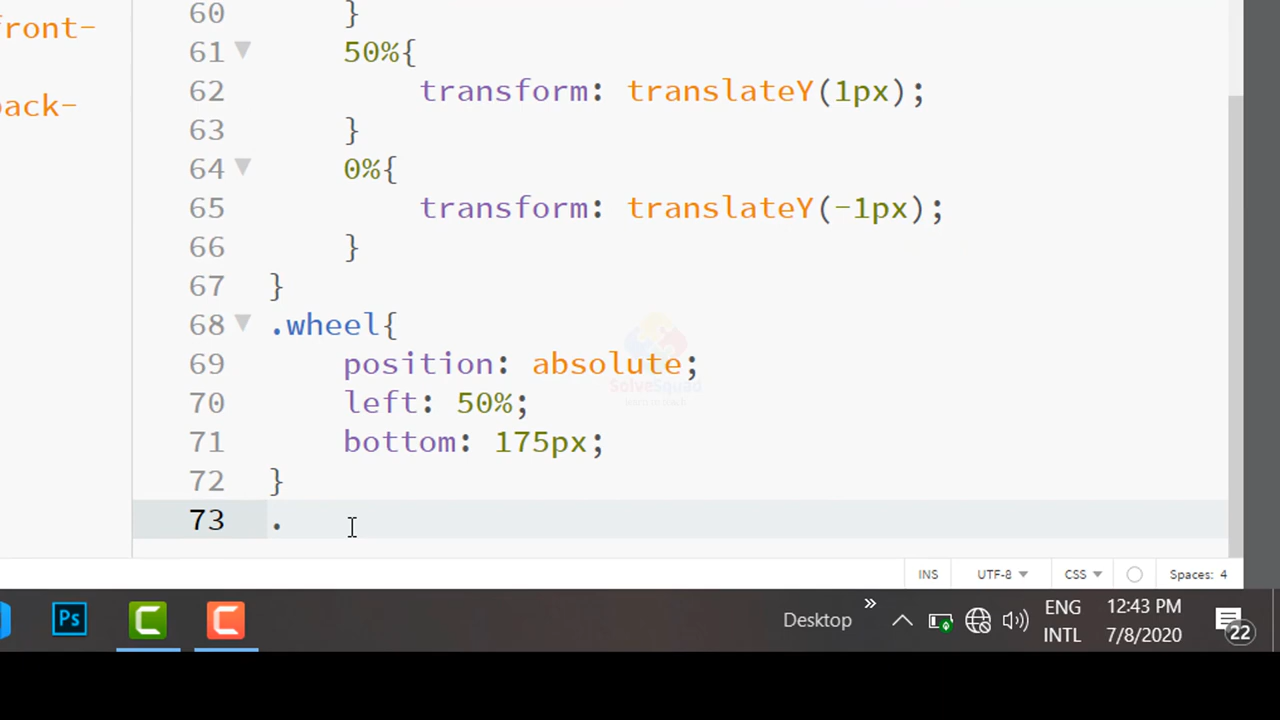 front-
back-
60 }
61 50%{
62 transform: translateY(1px);
63 }
64 0%{
65 transform: translateY(-1px);
66 }
67 }
68 .wheel{
69 position: absolute;
70 left: 50%;
71 bottom: 175px;
72 }
73 .
SolveSquad
INS UTF-8 CSS Spaces: 4
Ps C C Desktop » ENG 12:43 PM
INTL 7/8/2020 22